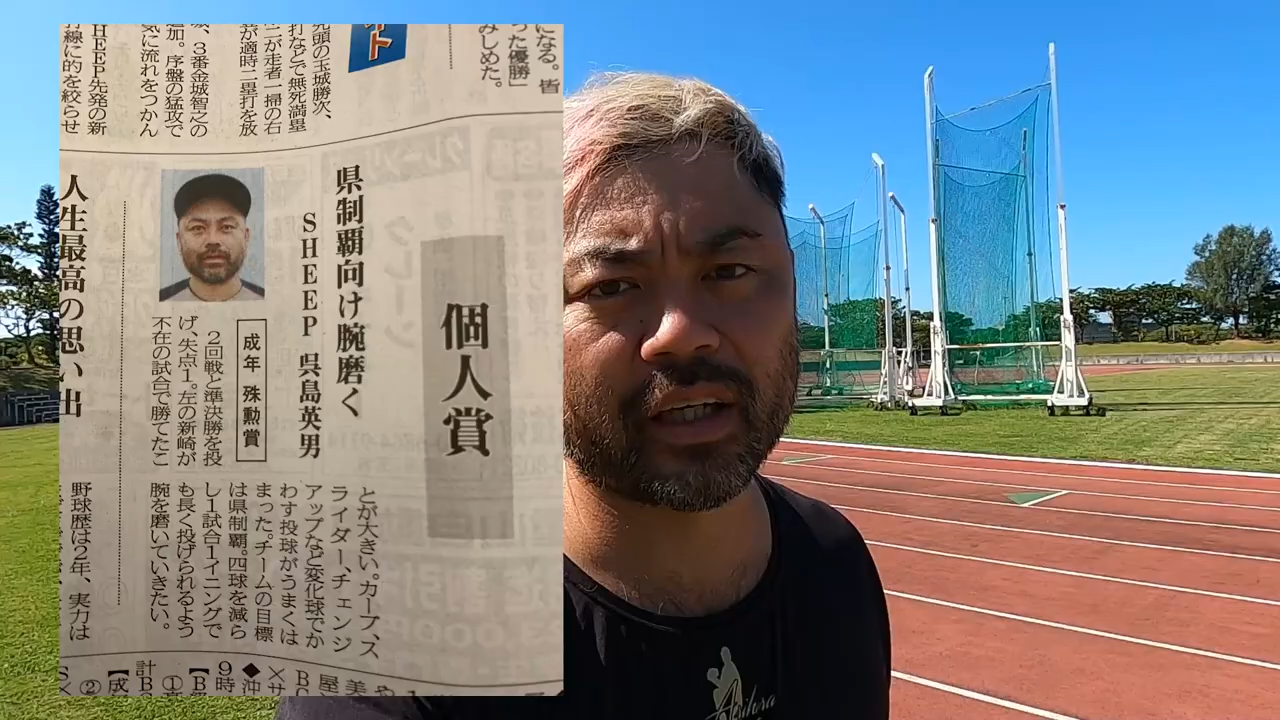 になる。皆
った優勝」
みしめた。
先頭の玉城勝次、
打などで無死満塁
二が走者一掃の右
異が適時二塁打を放
、3番金城智之の
追加。序盤の猛攻で
気に流れをつかん
HEEP先発の新
打線に的を絞らせ
個人賞
県制覇向け腕磨く
SHEEP 呉島英男
成年 殊勲賞
2回戦と準決勝を投
げ、失点1。左の新崎が
不在の試合で勝てたこ
とが大きい。カーブ、ス
ライダー、チェンジ
アップなど変化球でか
わす投球がうまくは
まった。チームの目標
は県制覇。四球を減ら
し1試合1イニングで
も長く投げられるよう
腕を磨いていきたい。
人生最高の思い出
野球歴は2年、実力は